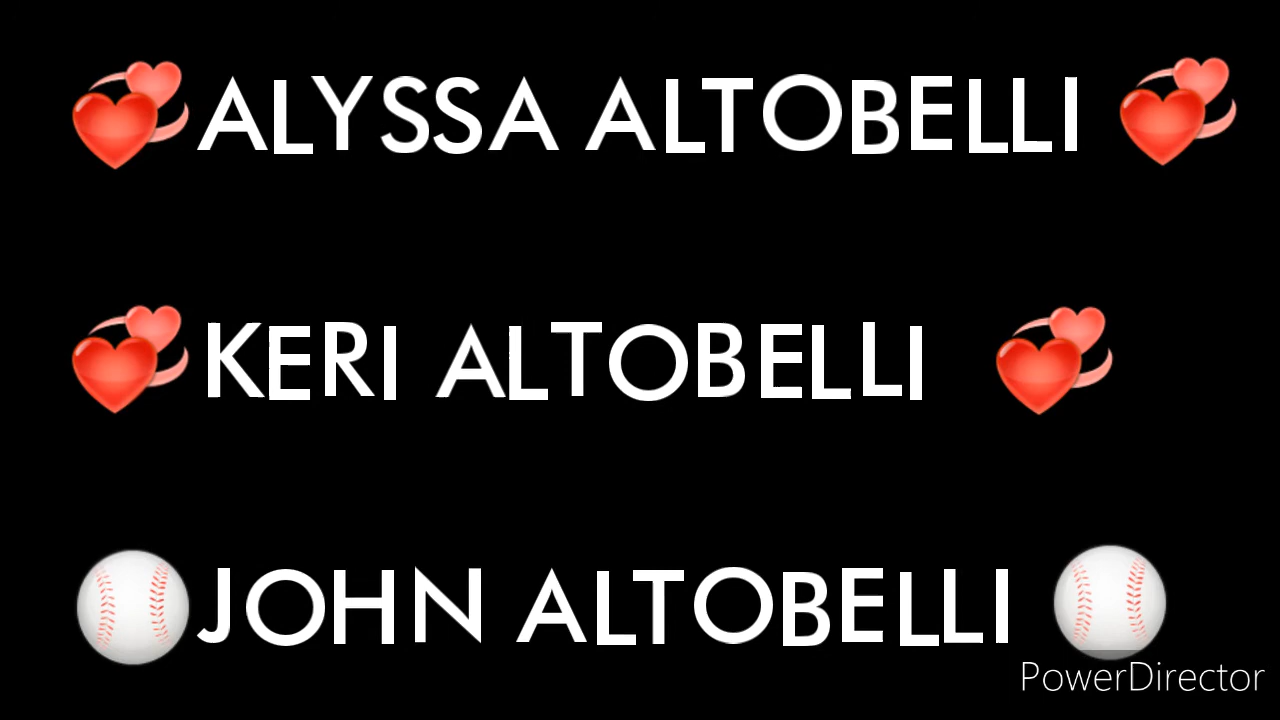 💞ALYSSA ALTOBELLI 💞
💞KERI ALTOBELLI 💞
⚾JOHN ALTOBELLI ⚾
PowerDirector